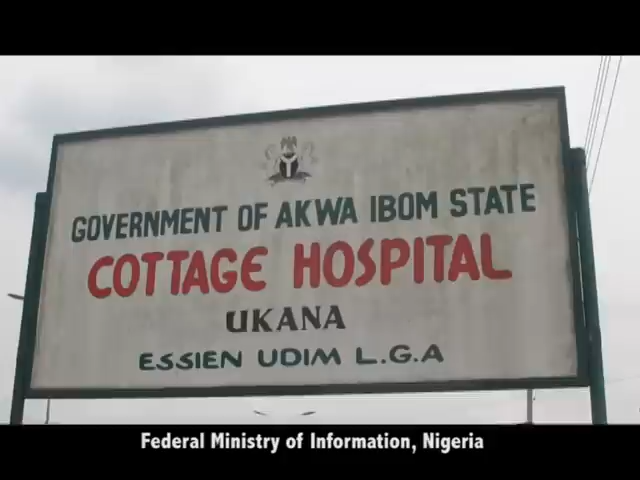 GOVERNMENT OF AKWA IBOM STATE
COTTAGE HOSPITAL
UKANA
ESSIEN UDIM L.G.A
Federal Ministry of Information, Nigeria